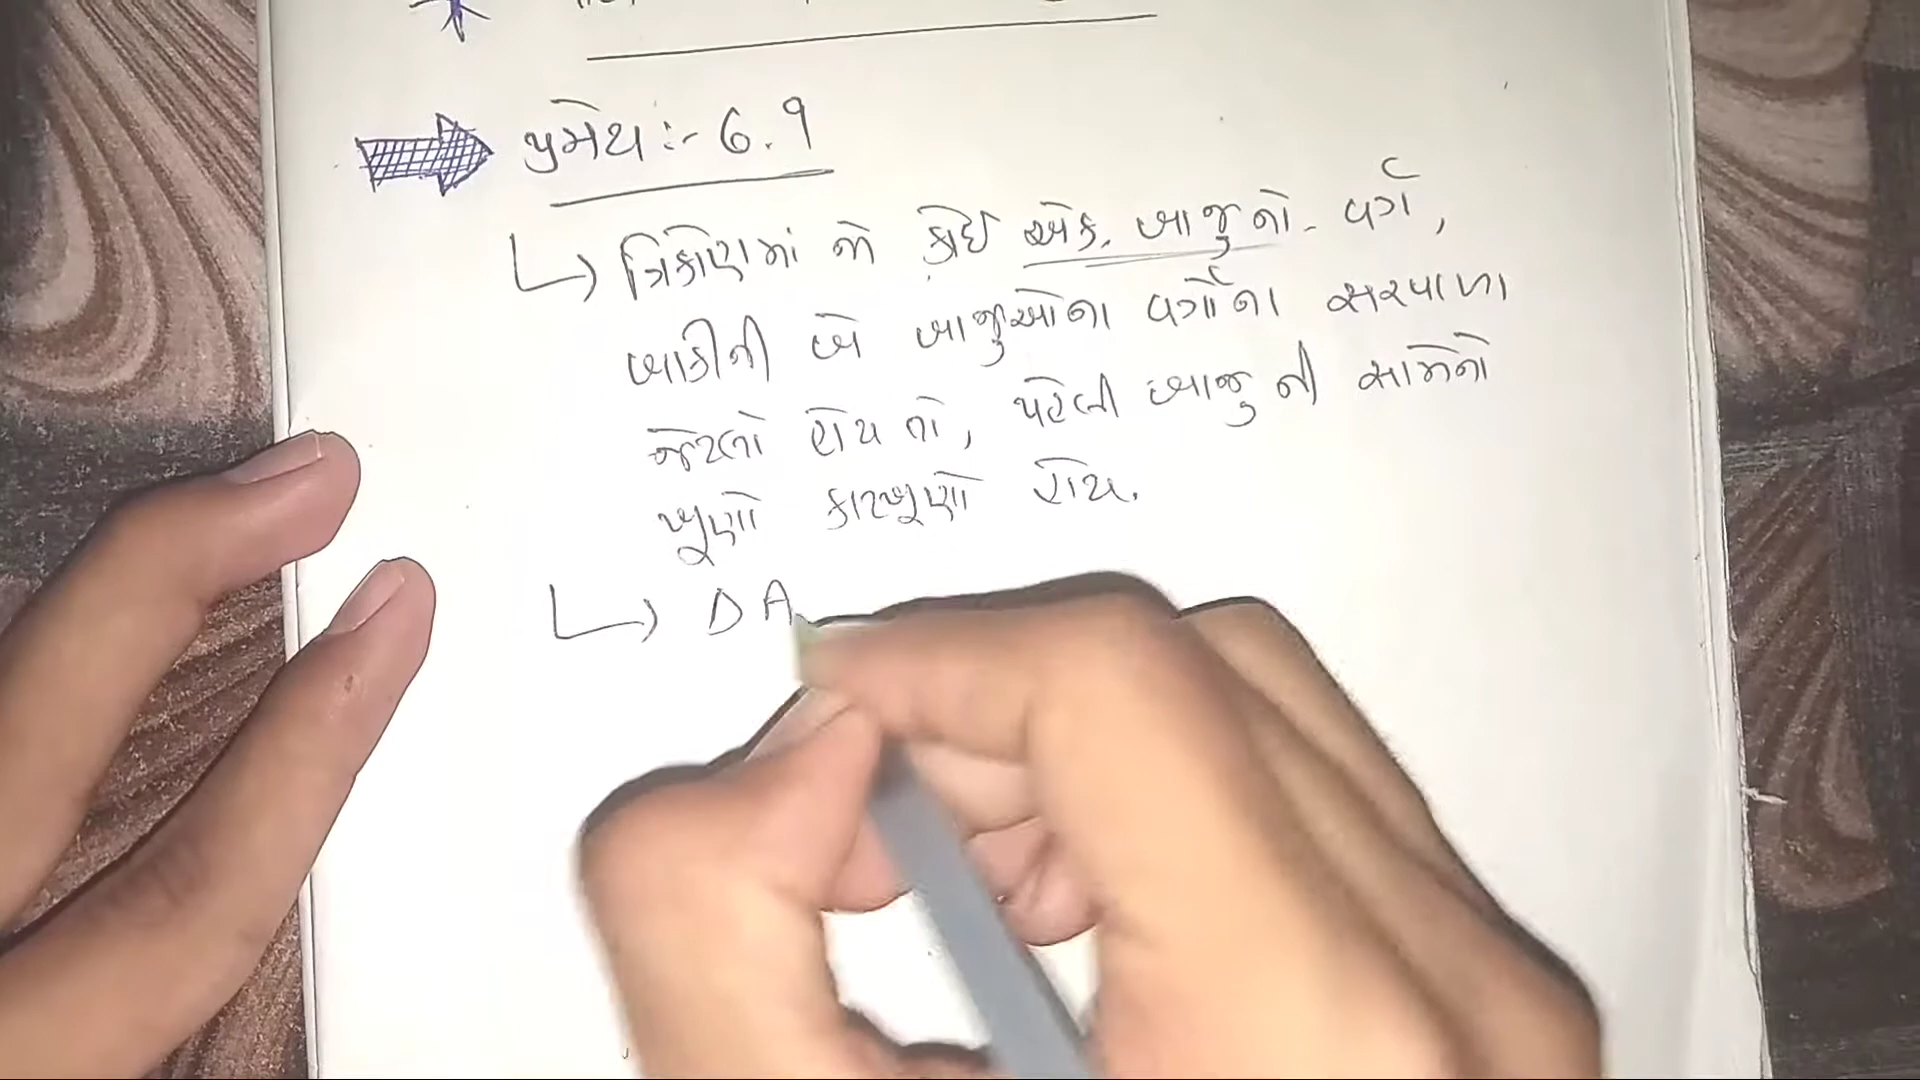 પ્રમેય :- 6.9
ત્રિકોણમાં જો કોઈ એક બાજુનો વર્ગ,
બાકીની બે બાજુઓના વર્ગોના સરવાળા
જેટલો હોય તો, પહેલી બાજુ ની સામેનો
ખૂણો કાટખૂણો હોય.
Δ A